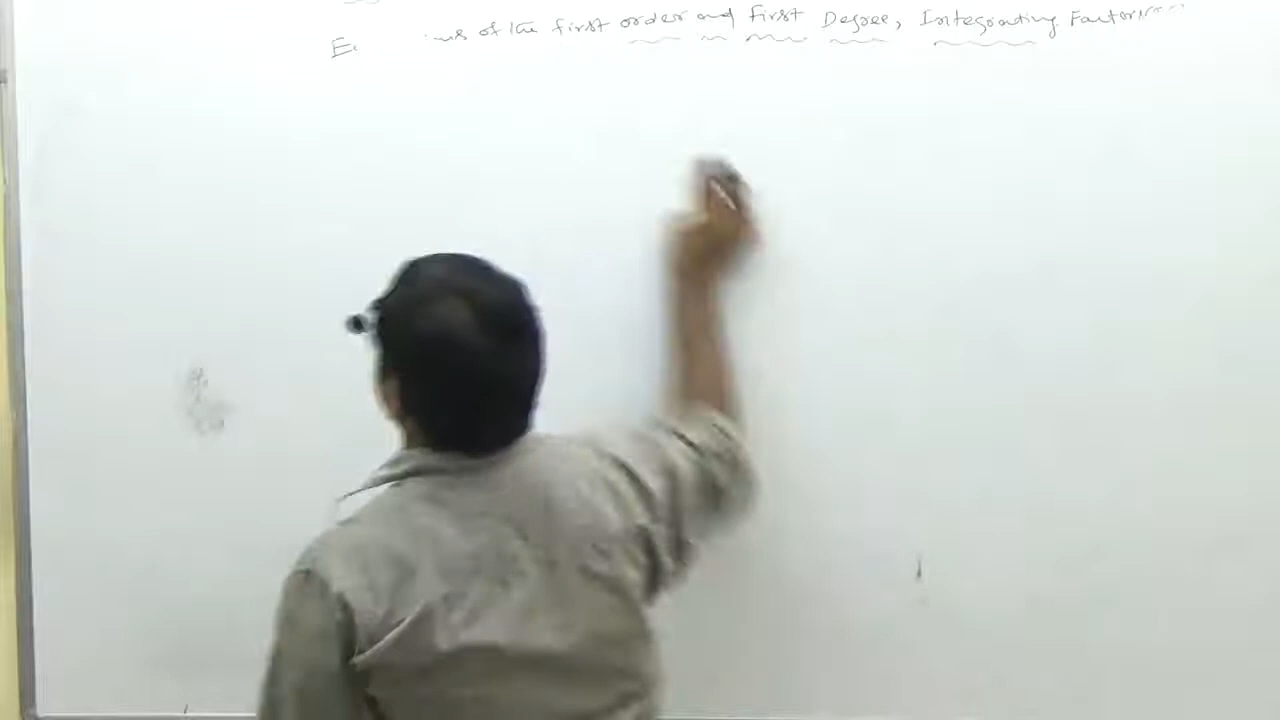 of the first order and First Degree, Integrating Factor